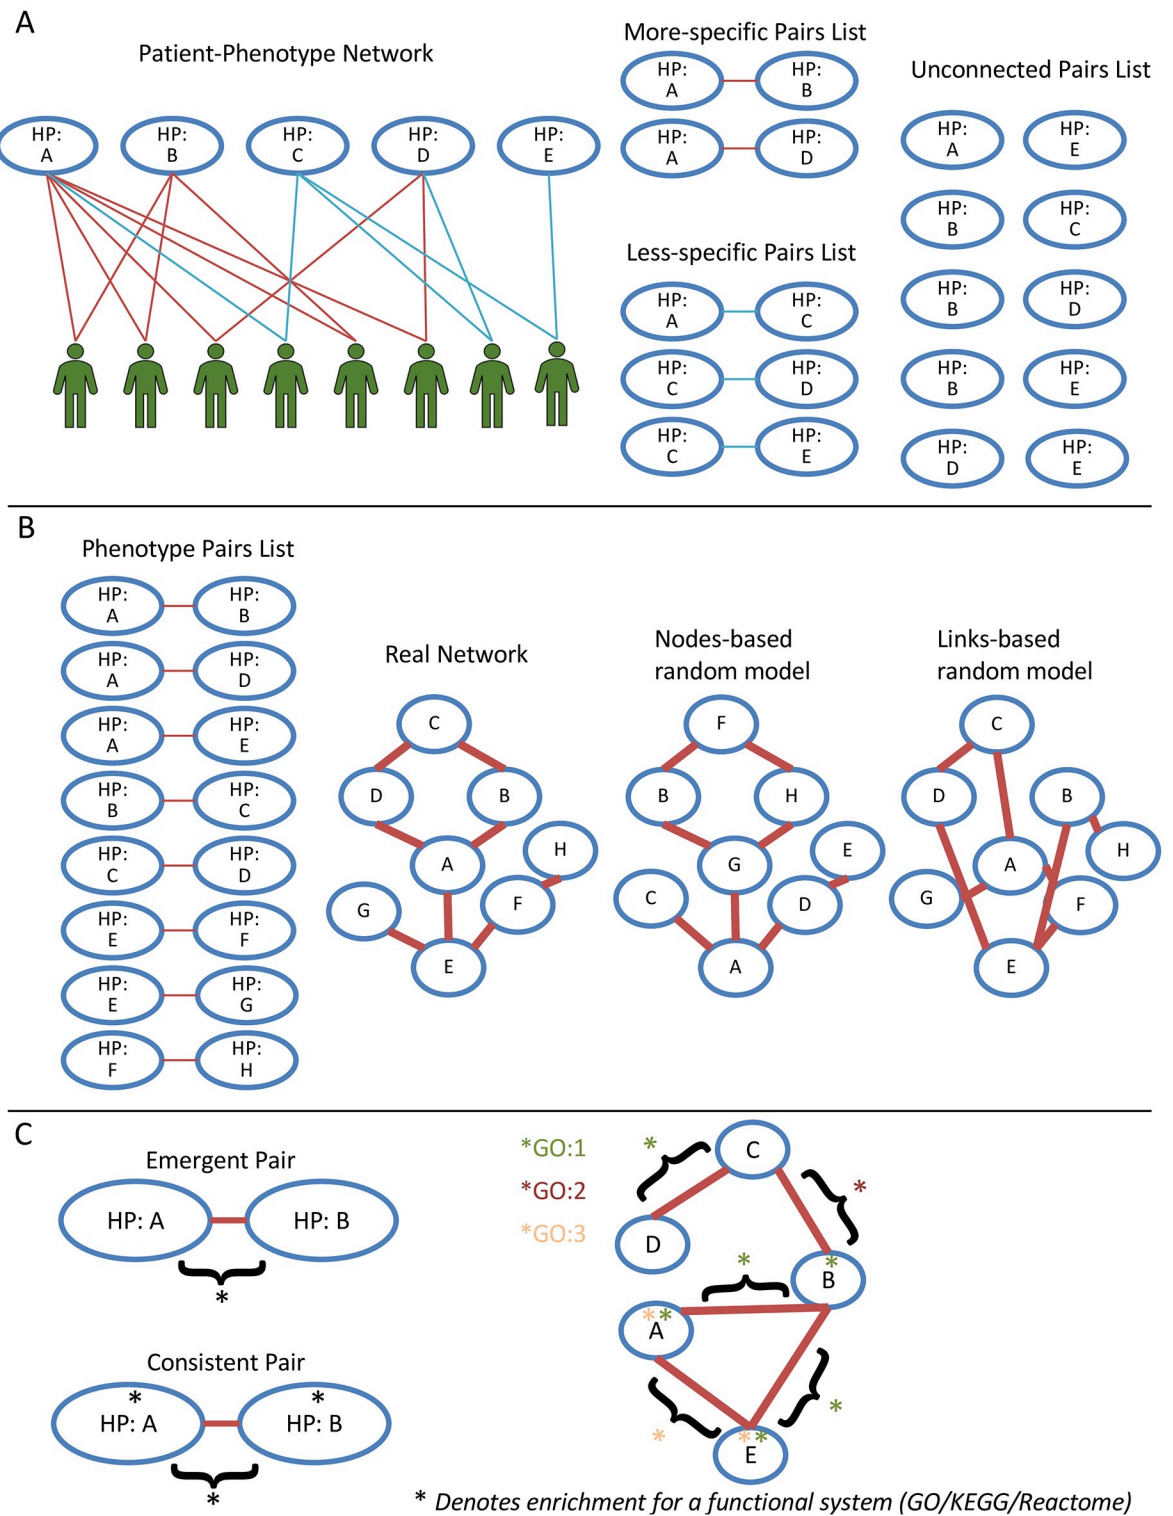 A
Patient-Phenotype Network
HP:
A
HP:
B
HP:
C
HP:
D
HP:
E
More-specific Pairs List
HP:
A
HP:
B
HP:
A
HP:
D
Less-specific Pairs List
HP:
A
HP:
C
HP:
C
HP:
D
HP:
C
HP:
E
Unconnected Pairs List
HP:
A
HP:
E
HP:
B
HP:
C
HP:
B
HP:
D
HP:
B
HP:
E
HP:
D
HP:
E
B
Phenotype Pairs List
HP:
A
HP:
B
HP:
A
HP:
D
HP:
A
HP:
E
HP:
B
HP:
C
HP:
C
HP:
D
HP:
E
HP:
F
HP:
E
HP:
G
HP:
F
HP:
H
Real Network
C
D
B
A
H
G
F
E
Nodes-based
random model
F
B
H
G
E
C
D
A
Links-based
random model
C
D
B
A
H
G
F
E
C
Emergent Pair
HP: A
HP: B
*
Consistent Pair
*
*
HP: A
HP: B
*
*GO:1
*GO:2
*GO:3
*
C
*
D
*
B
*
* *
A
*
*
* *
E
* Denotes enrichment for a functional system (GO/KEGG/Reactome)